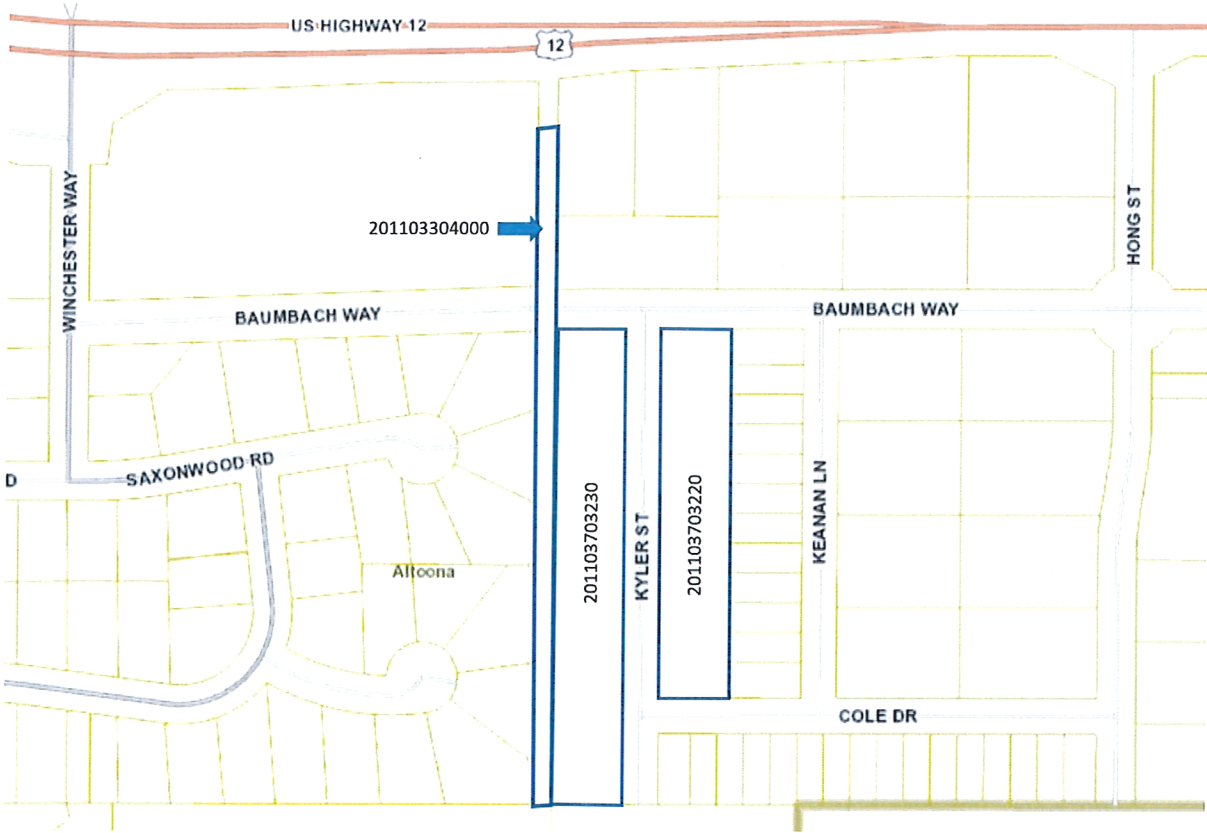 US HIGHWAY 12
12
WINCHESTER WAY
201103304000
HONG ST
BAUMBACH WAY
BAUMBACH WAY
SAXONWOOD RD
D
201103703230
KYLER ST
201103703220
KEANAN LN
Altoona
COLE DR